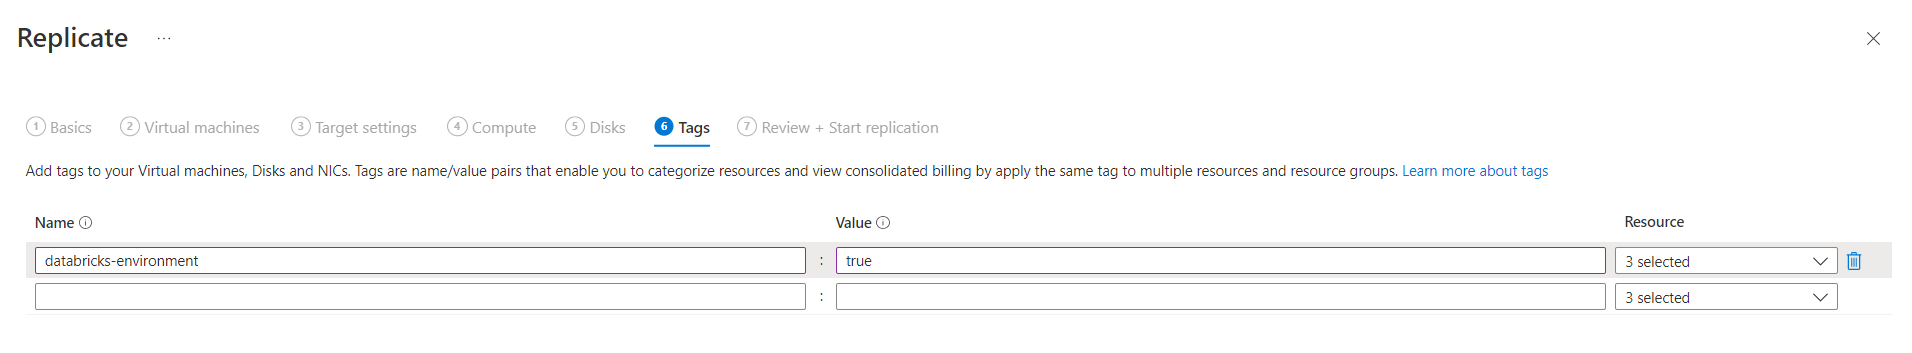 Replicate ...
1 Basics 2 Virtual machines 3 Target settings 4 Compute 5 Disks 6 Tags 7 Review + Start replication
Add tags to your Virtual machines, Disks and NICs. Tags are name/value pairs that enable you to categorize resources and view consolidated billing by apply the same tag to multiple resources and resource groups. Learn more about tags
Name Value Resource
databricks-environment : true 3 selected
: 3 selected